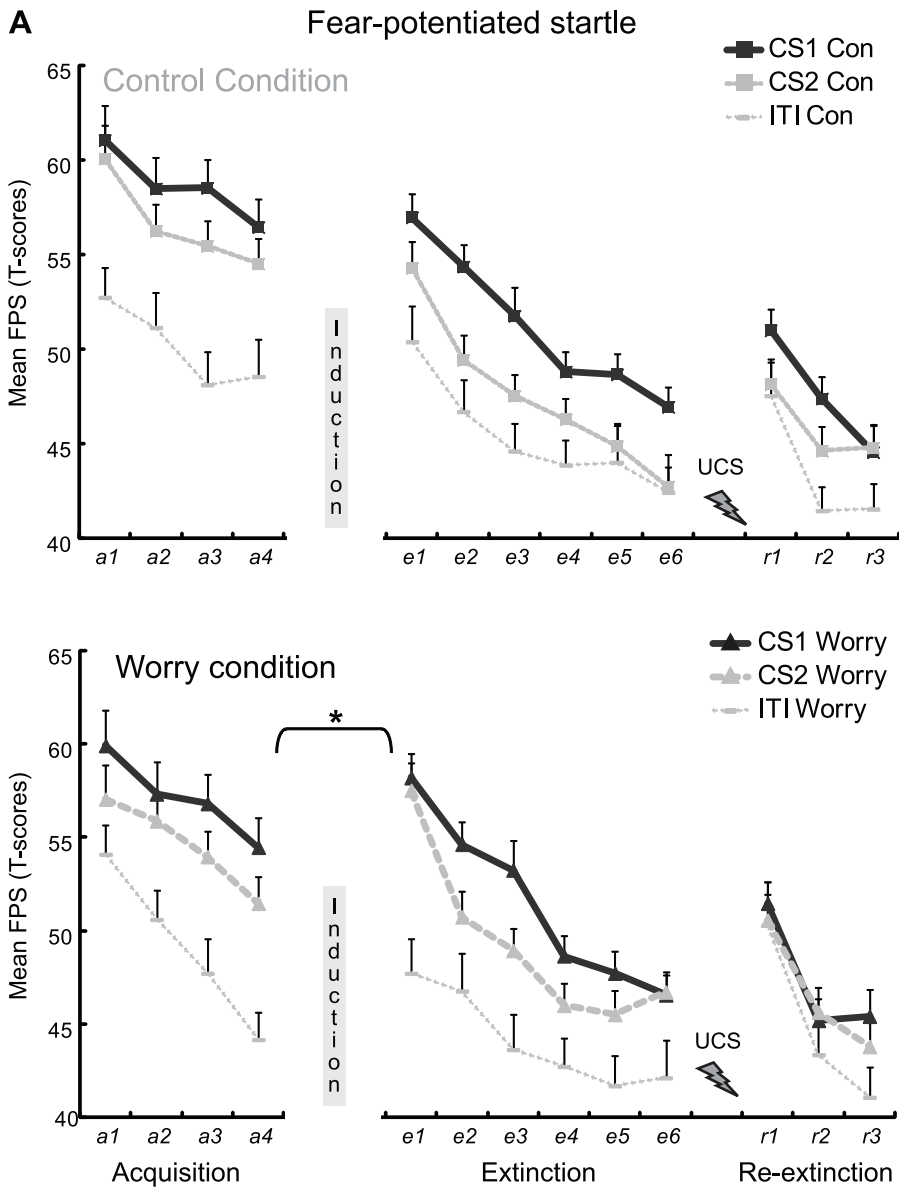 A
Fear-potentiated startle
CS1 Con
CS2 Con
ITI Con
Control Condition
Mean FPS (T-scores)
65
60
55
50
45
40
Induction
UCS
a1 a2 a3 a4 e1 e2 e3 e4 e5 e6 r1 r2 r3
CS1 Worry
CS2 Worry
ITI Worry
Worry condition
*
Mean FPS (T-scores)
65
60
55
50
45
40
Induction
UCS
a1 a2 a3 a4 e1 e2 e3 e4 e5 e6 r1 r2 r3
Acquisition Extinction Re-extinction